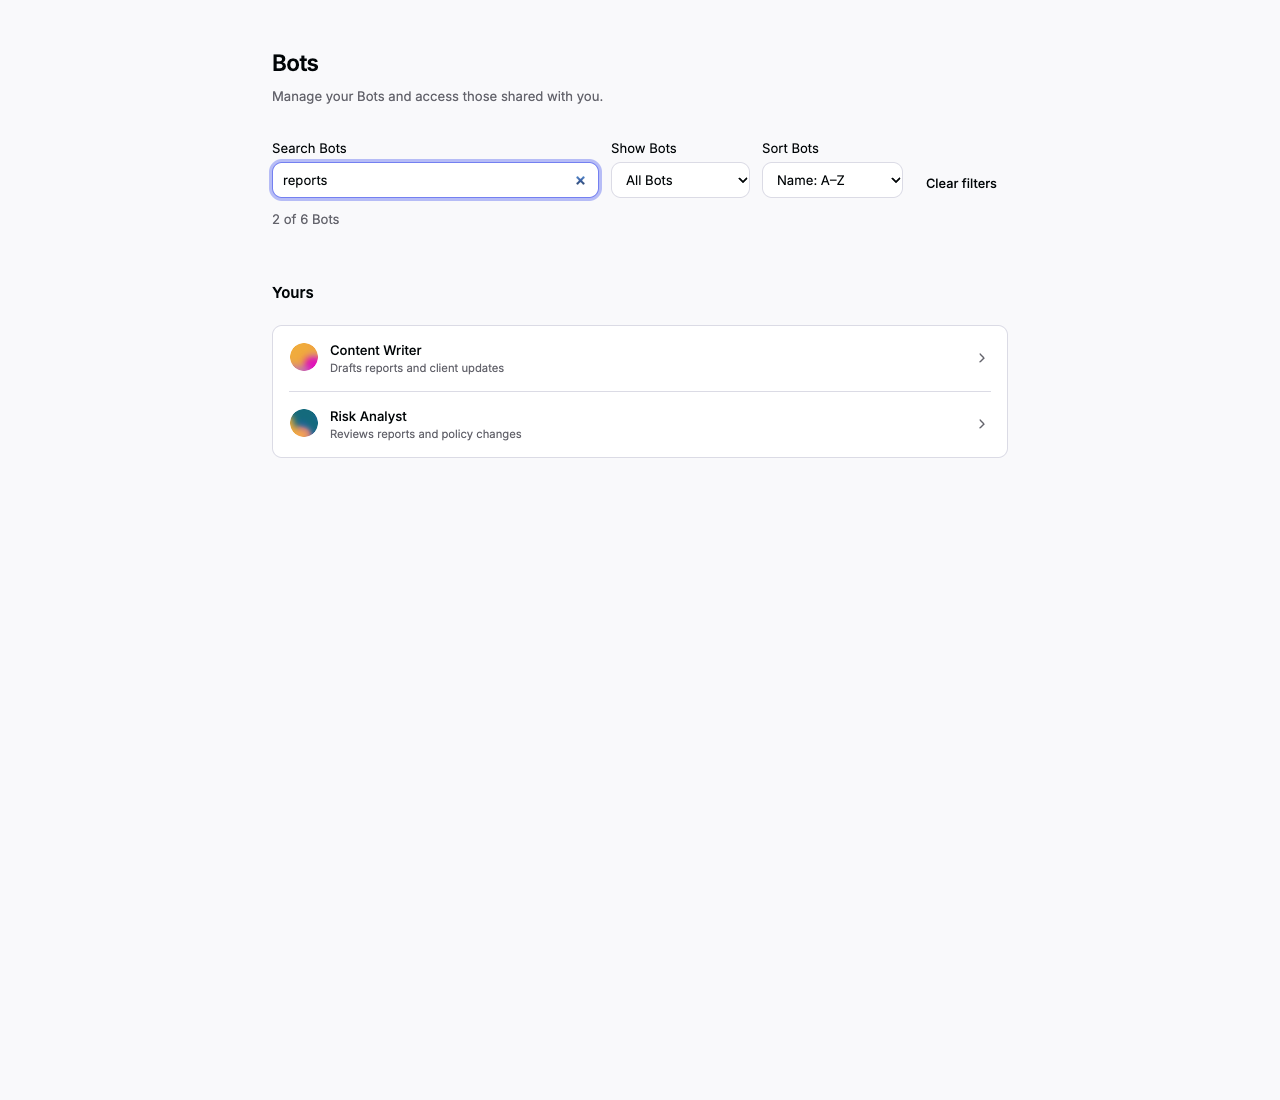 Bots
Manage your Bots and access those shared with you.
Search Bots
Show Bots
Sort Bots
reports
All Bots
Name: A–Z
Clear filters
2 of 6 Bots
Yours
Content Writer
Drafts reports and client updates
Risk Analyst
Reviews reports and policy changes